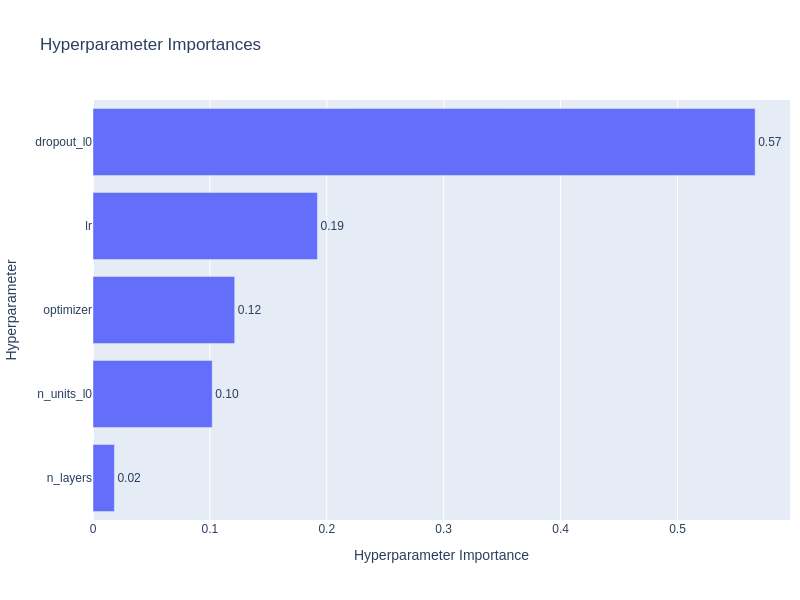 Hyperparameter Importances
Hyperparameter
dropout_l0
0.57
lr
0.19
optimizer
0.12
n_units_l0
0.10
n_layers
0.02
0
0.1
0.2
0.3
0.4
0.5
Hyperparameter Importance